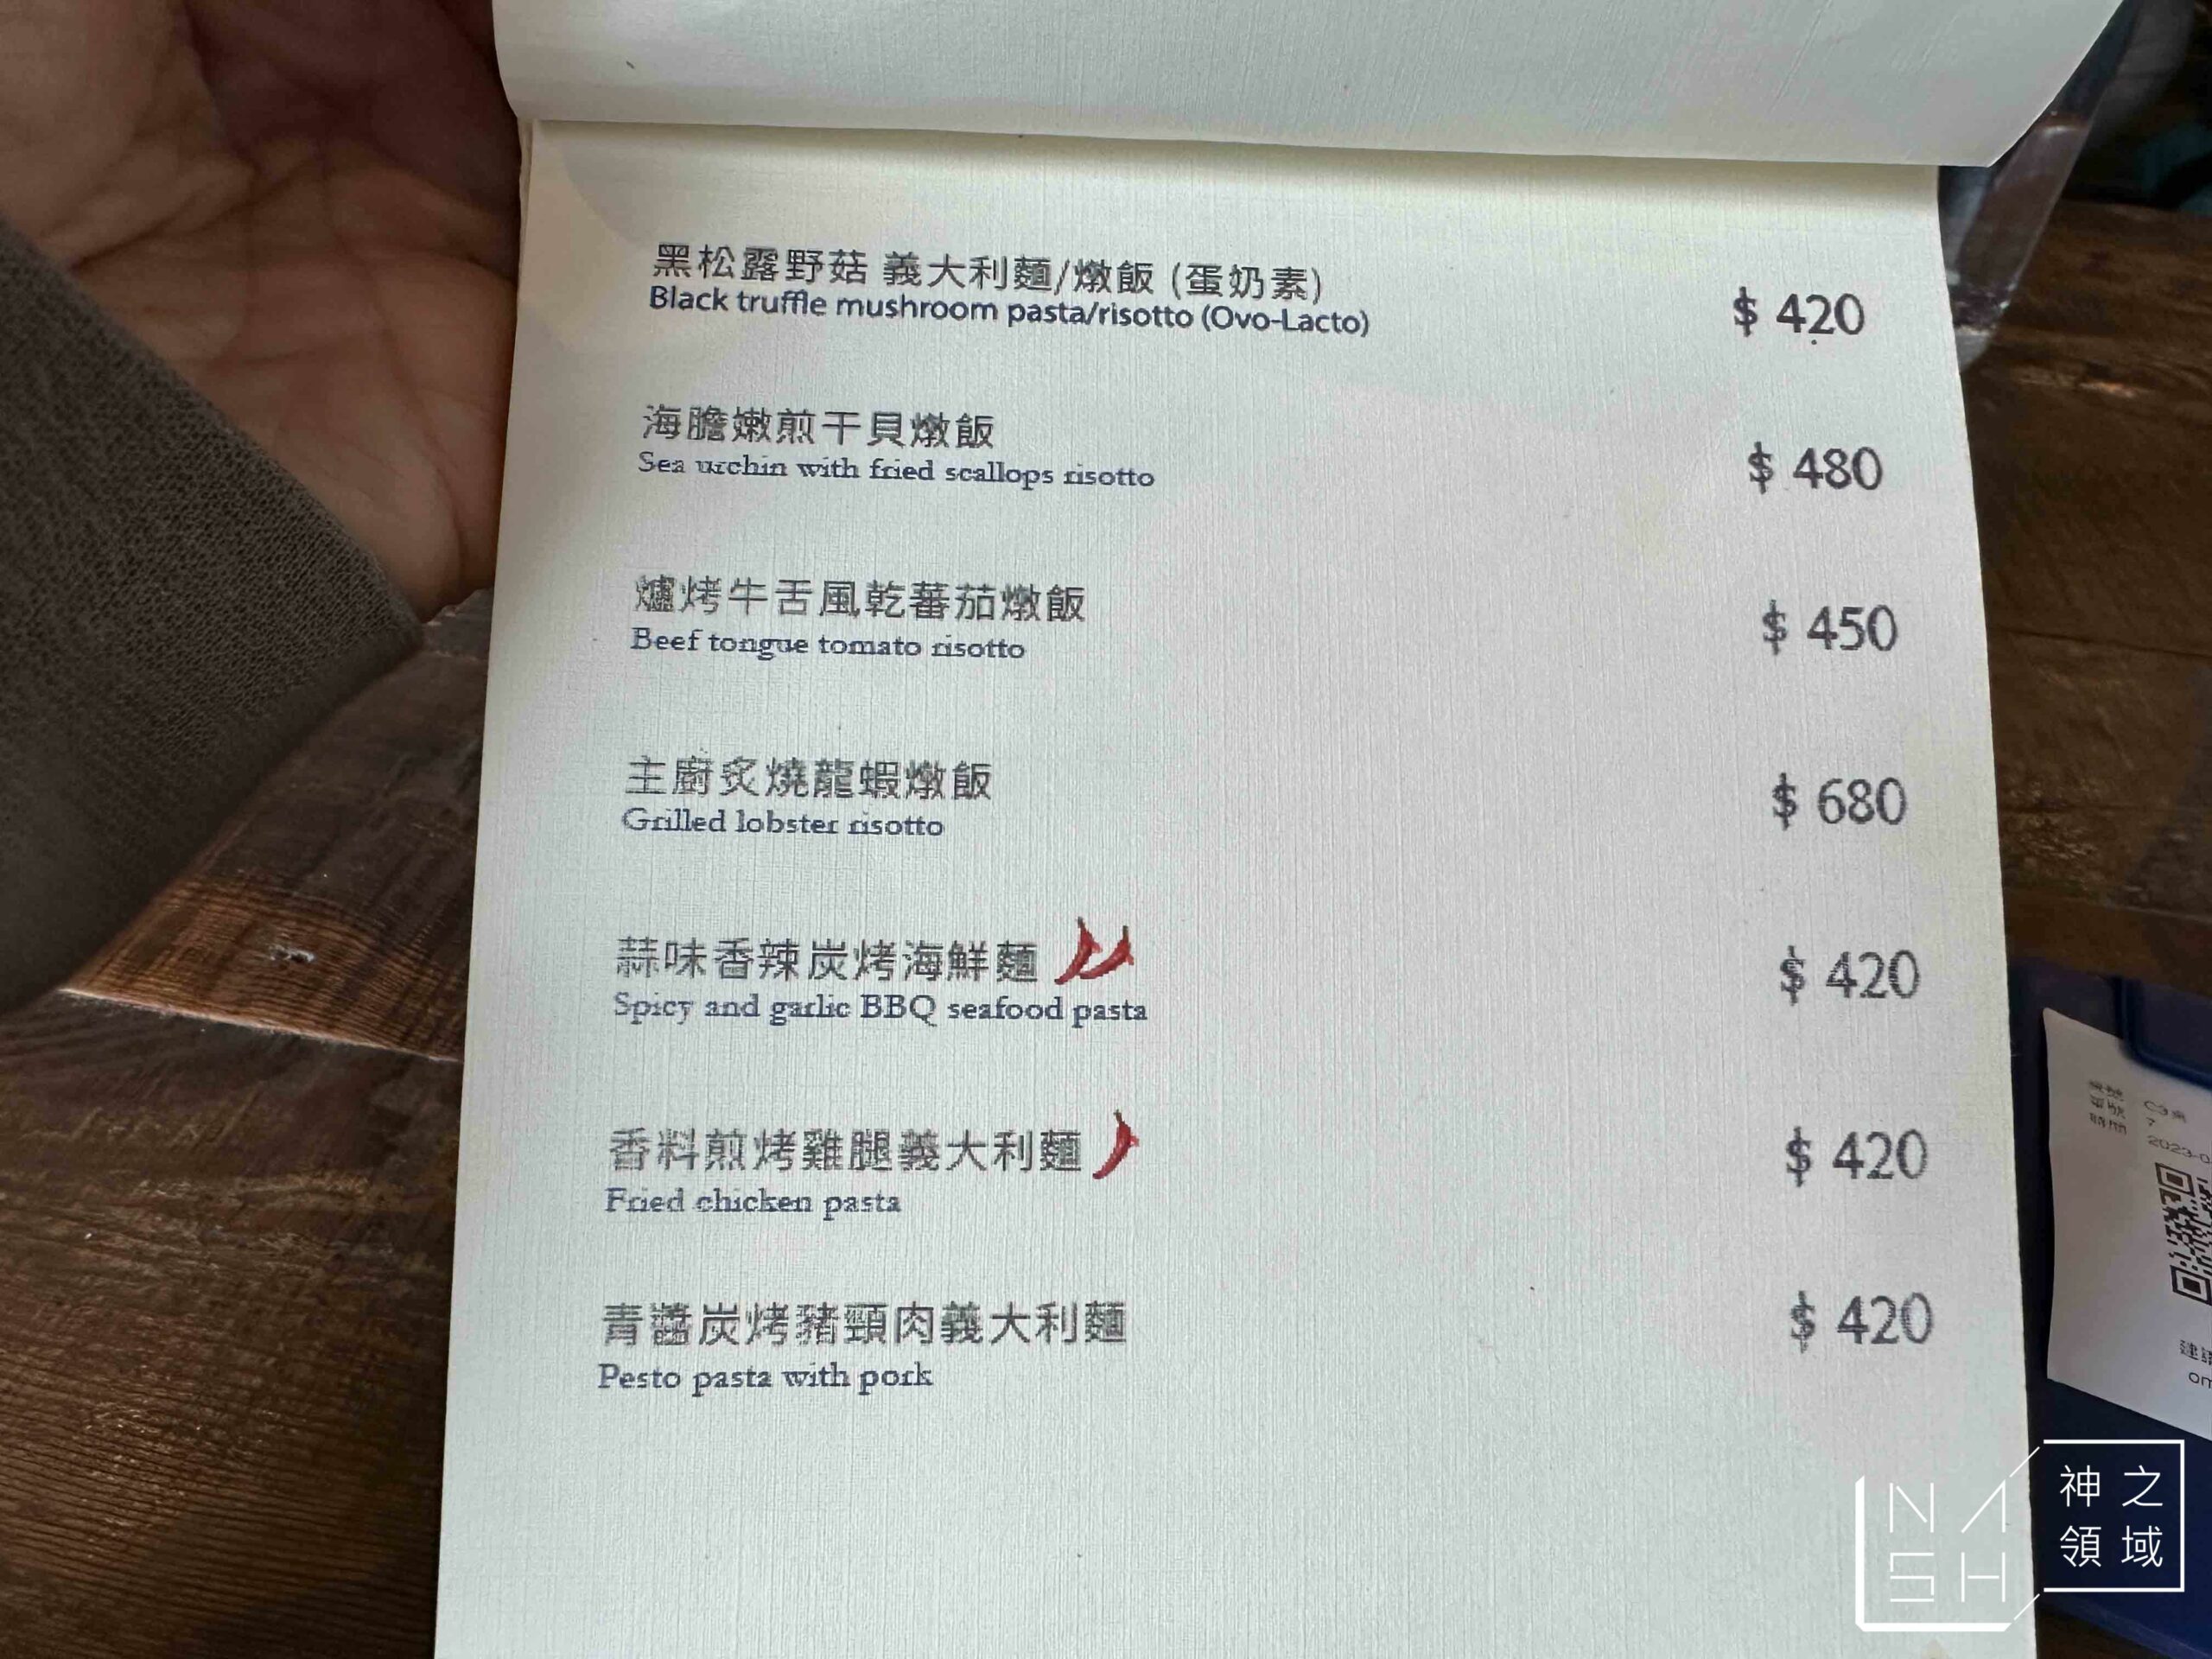 黑松露野菇 義大利麵/燉飯 (蛋奶素)
Black truffle mushroom pasta/risotto (Ovo-Lacto)
$ 420
海膽嫩煎干貝燉飯
Sea urchin with fried scallops risotto
$ 480
爐烤牛舌風乾蕃茄燉飯
Beef tongue tomato risotto
$ 450
主廚炙燒龍蝦燉飯
Grilled lobster risotto
$ 680
蒜味香辣炭烤海鮮麵
Spicy and garlic BBQ seafood pasta
$ 420
香料煎烤雞腿義大利麵
Fried chicken pasta
$ 420
青醬炭烤豬頸肉義大利麵
Pesto pasta with pork
$ 420
7
2023-0
NASH
神之
領域